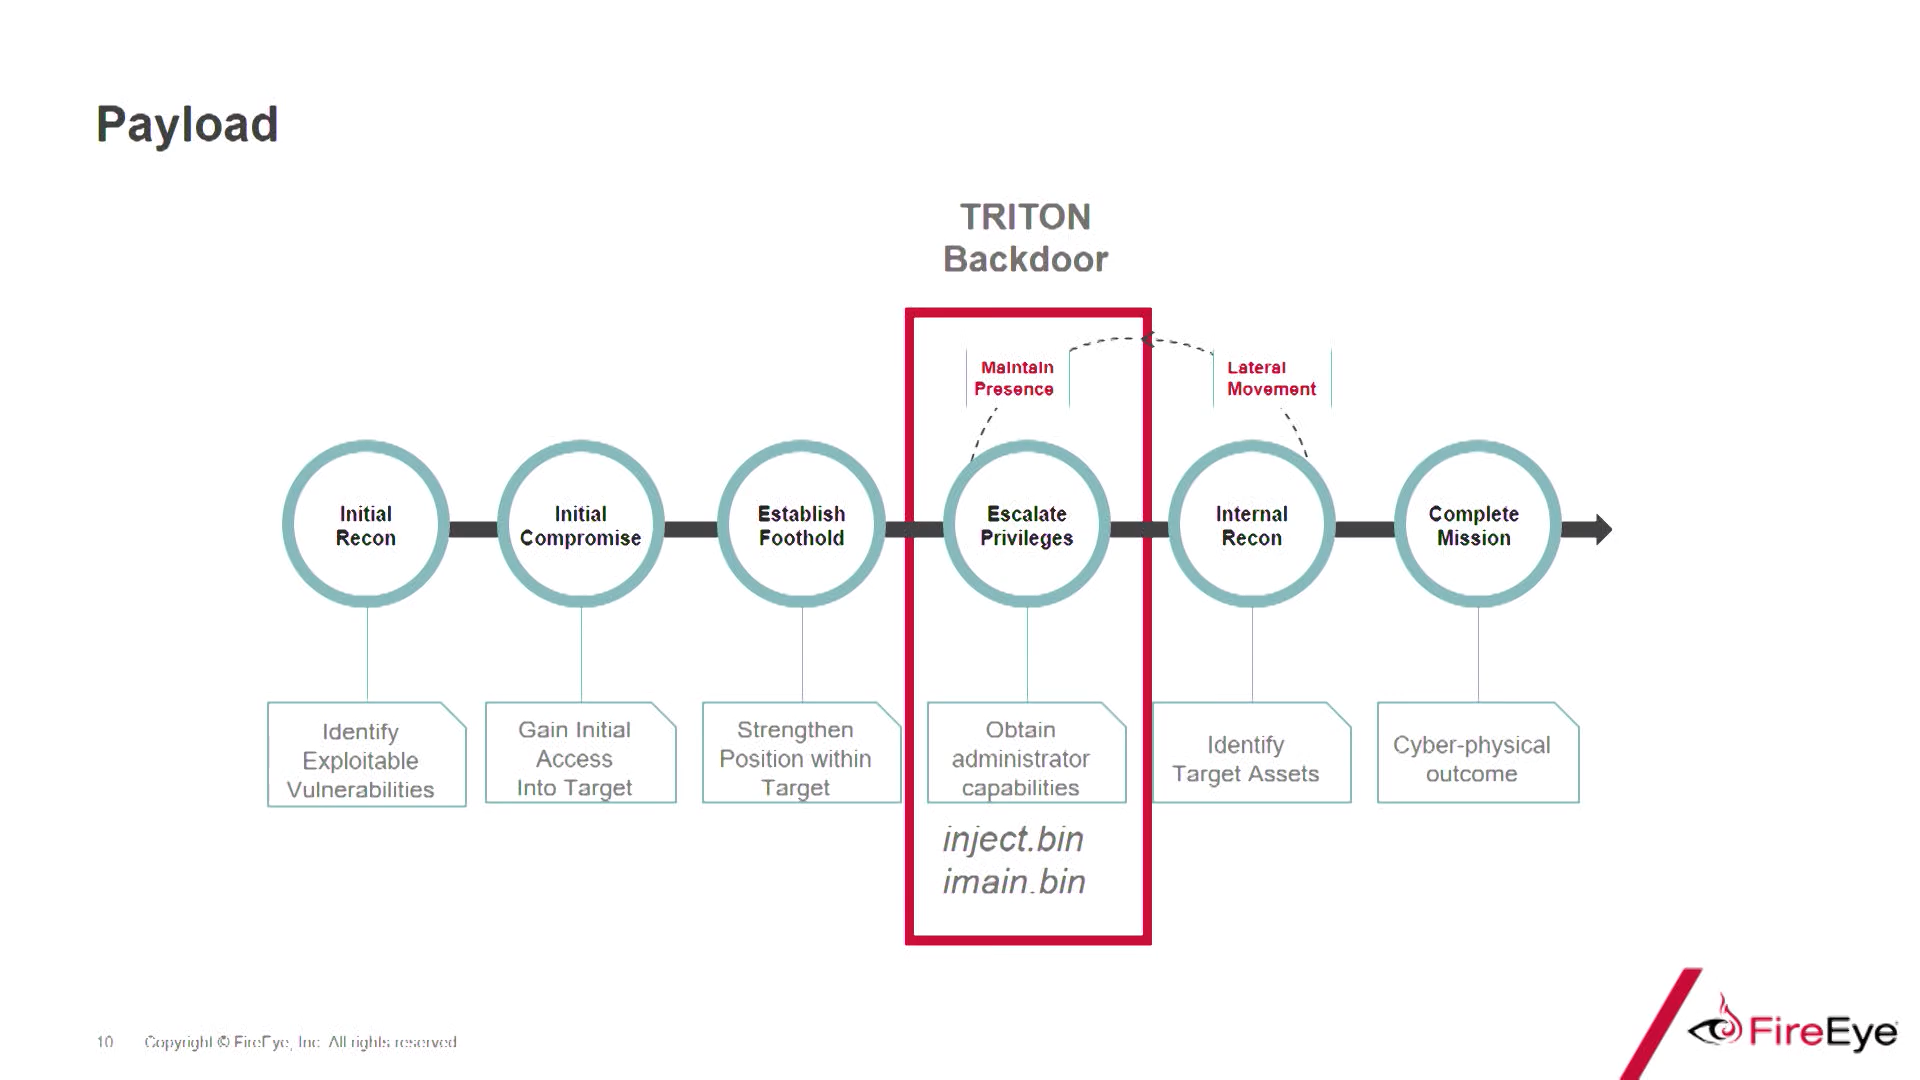 Payload
TRITON
Backdoor
Maintain
Presence
Lateral
Movement
Initial
Recon
Initial
Compromise
Establish
Foothold
Escalate
Privileges
Internal
Recon
Complete
Mission
Identify
Exploitable
Vulnerabilities
Gain Initial
Access
Into Target
Strengthen
Position within
Target
Obtain
administrator
capabilities
Identify
Target Assets
Cyber-physical
outcome
inject.bin
imain.bin
10 Copyright © FireEye, Inc. All rights reserved
FireEye